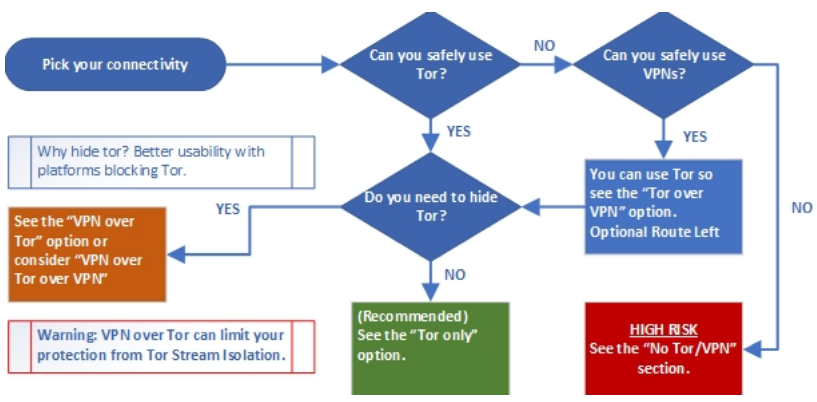 Pick your connectivity
Can you safely use
Tor?
NO
Can you safely use
VPNs?
YES
YES
NO
Why hide tor? Better usability with
platforms blocking Tor.
Do you need to hide
Tor?
You can use Tor so
see the “Tor over
VPN” option.
Optional Route Left
YES
See the “VPN over
Tor” option or
consider “VPN over
Tor over VPN”
NO
Warning: VPN over Tor can limit your
protection from Tor Stream Isolation.
(Recommended)
See the “Tor only”
option.
HIGH RISK
See the “No Tor/VPN”
section.